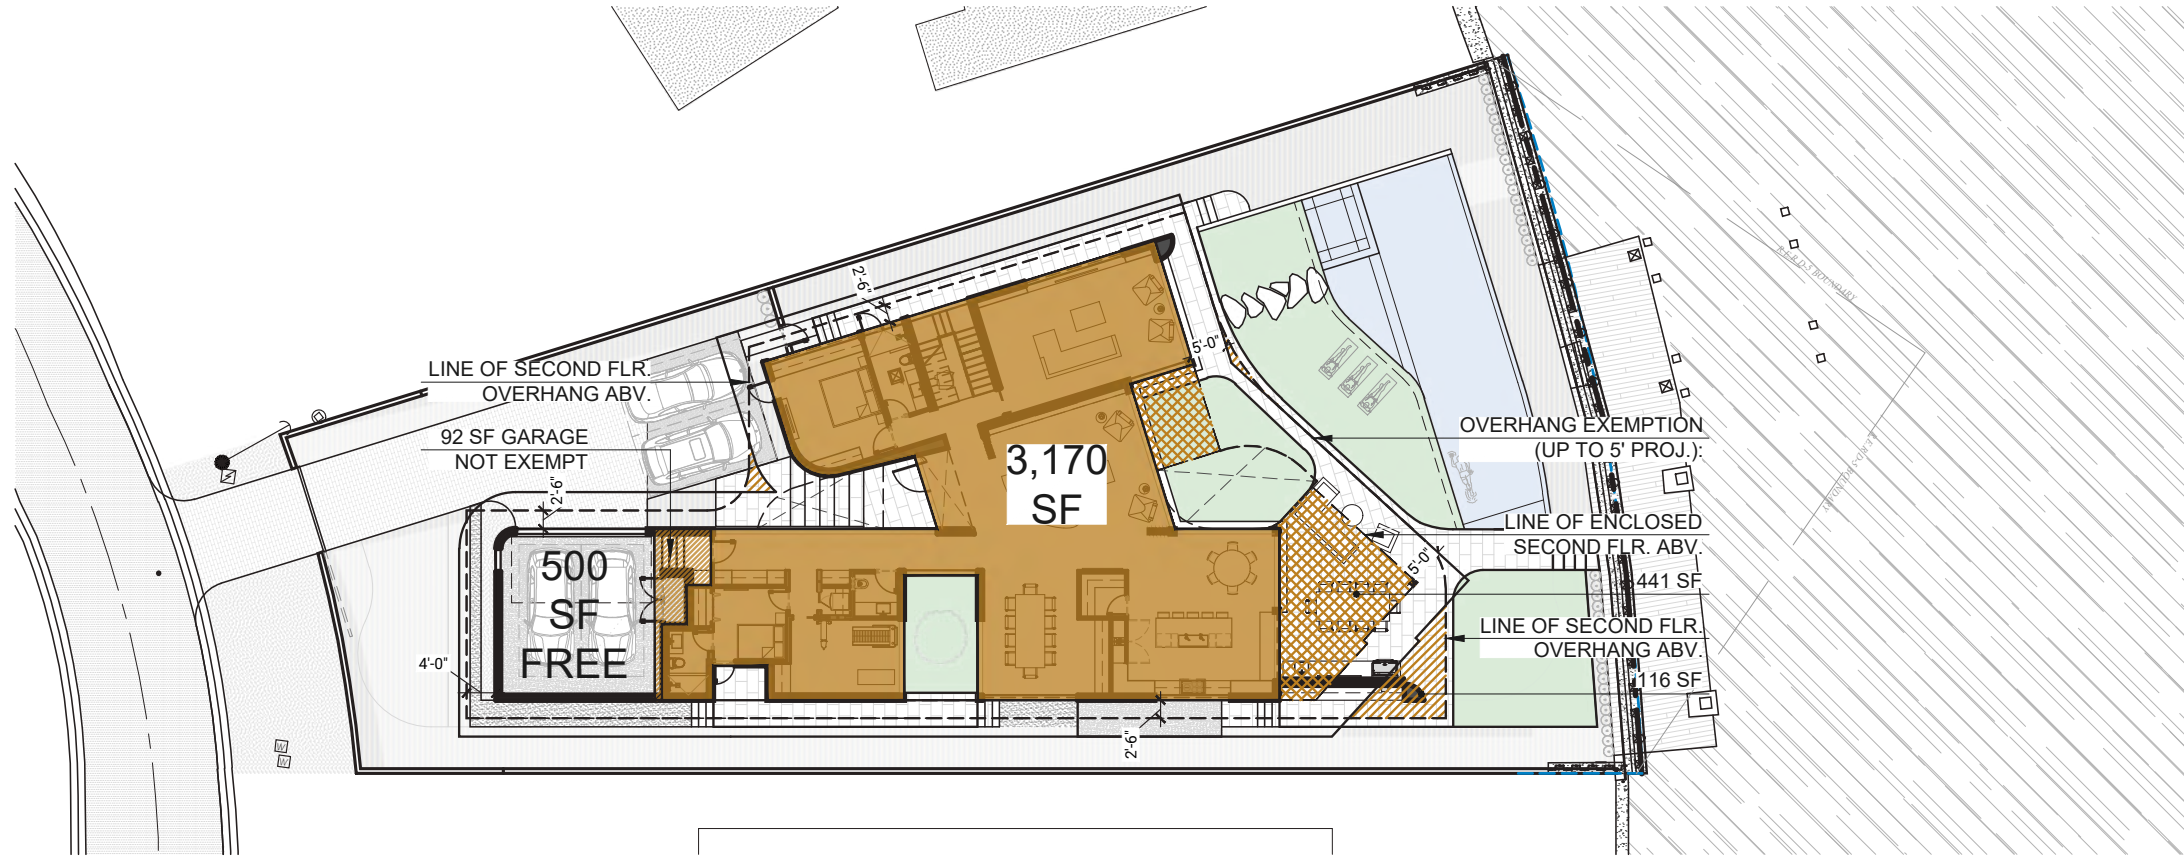 LINE OF SECOND FLR.
OVERHANG ABV.
92 SF GARAGE
NOT EXEMPT
2'-6"
2'-6"
5'-0"
3,170
SF
500
SF
FREE
4'-0"
2'-6"
15'-0"
OVERHANG EXEMPTION
(UP TO 5' PROJ.):
LINE OF ENCLOSED
SECOND FLR. ABV.
441 SF
LINE OF SECOND FLR.
OVERHANG ABV.
116 SF
W
W